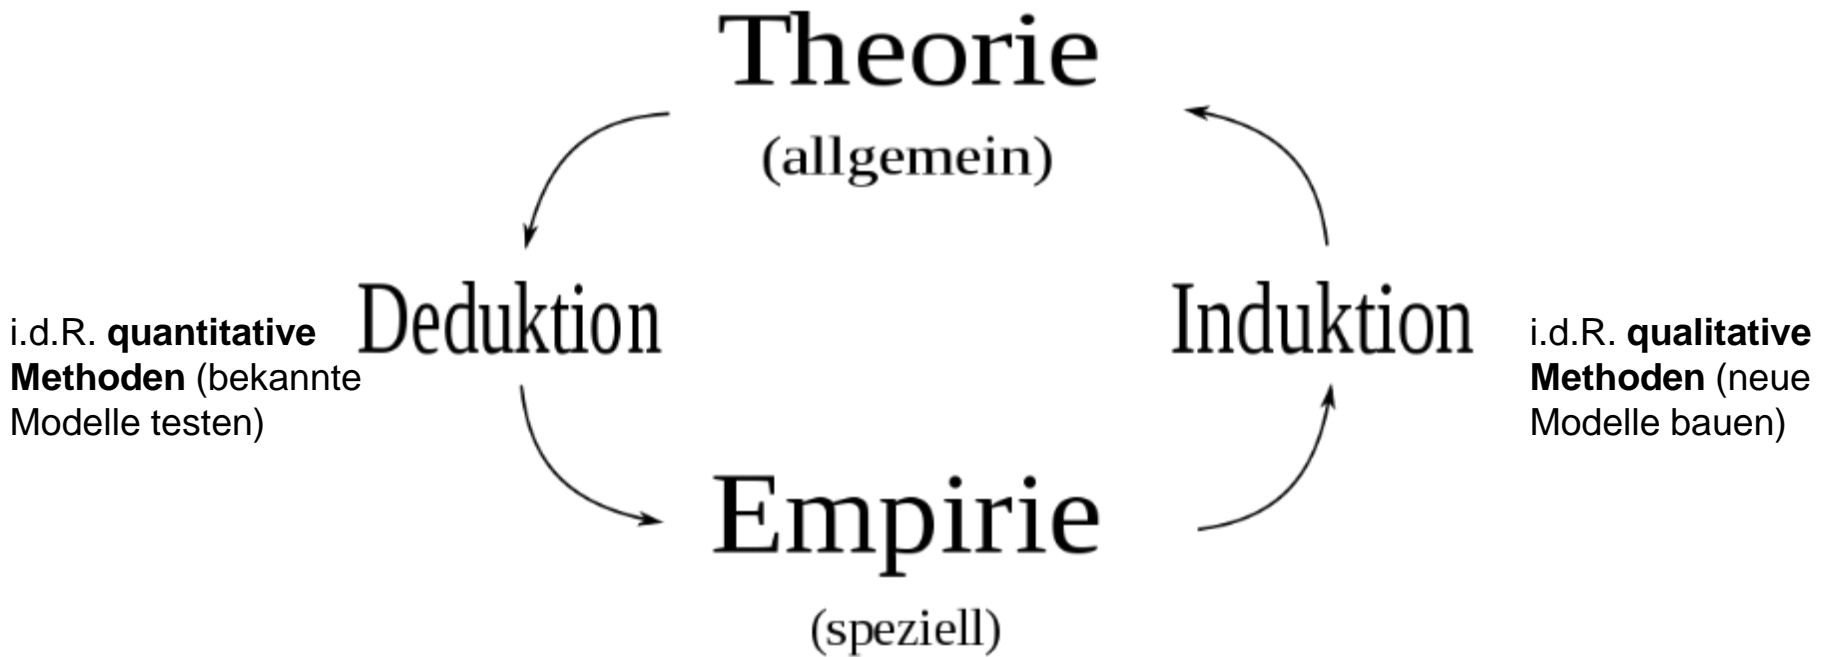 Theorie
(allgemein)
Deduktion
Induktion
i.d.R. quantitative
Methoden (bekannte
Modelle testen)
i.d.R. qualitative
Methoden (neue
Modelle bauen)
Empirie
(speziell)